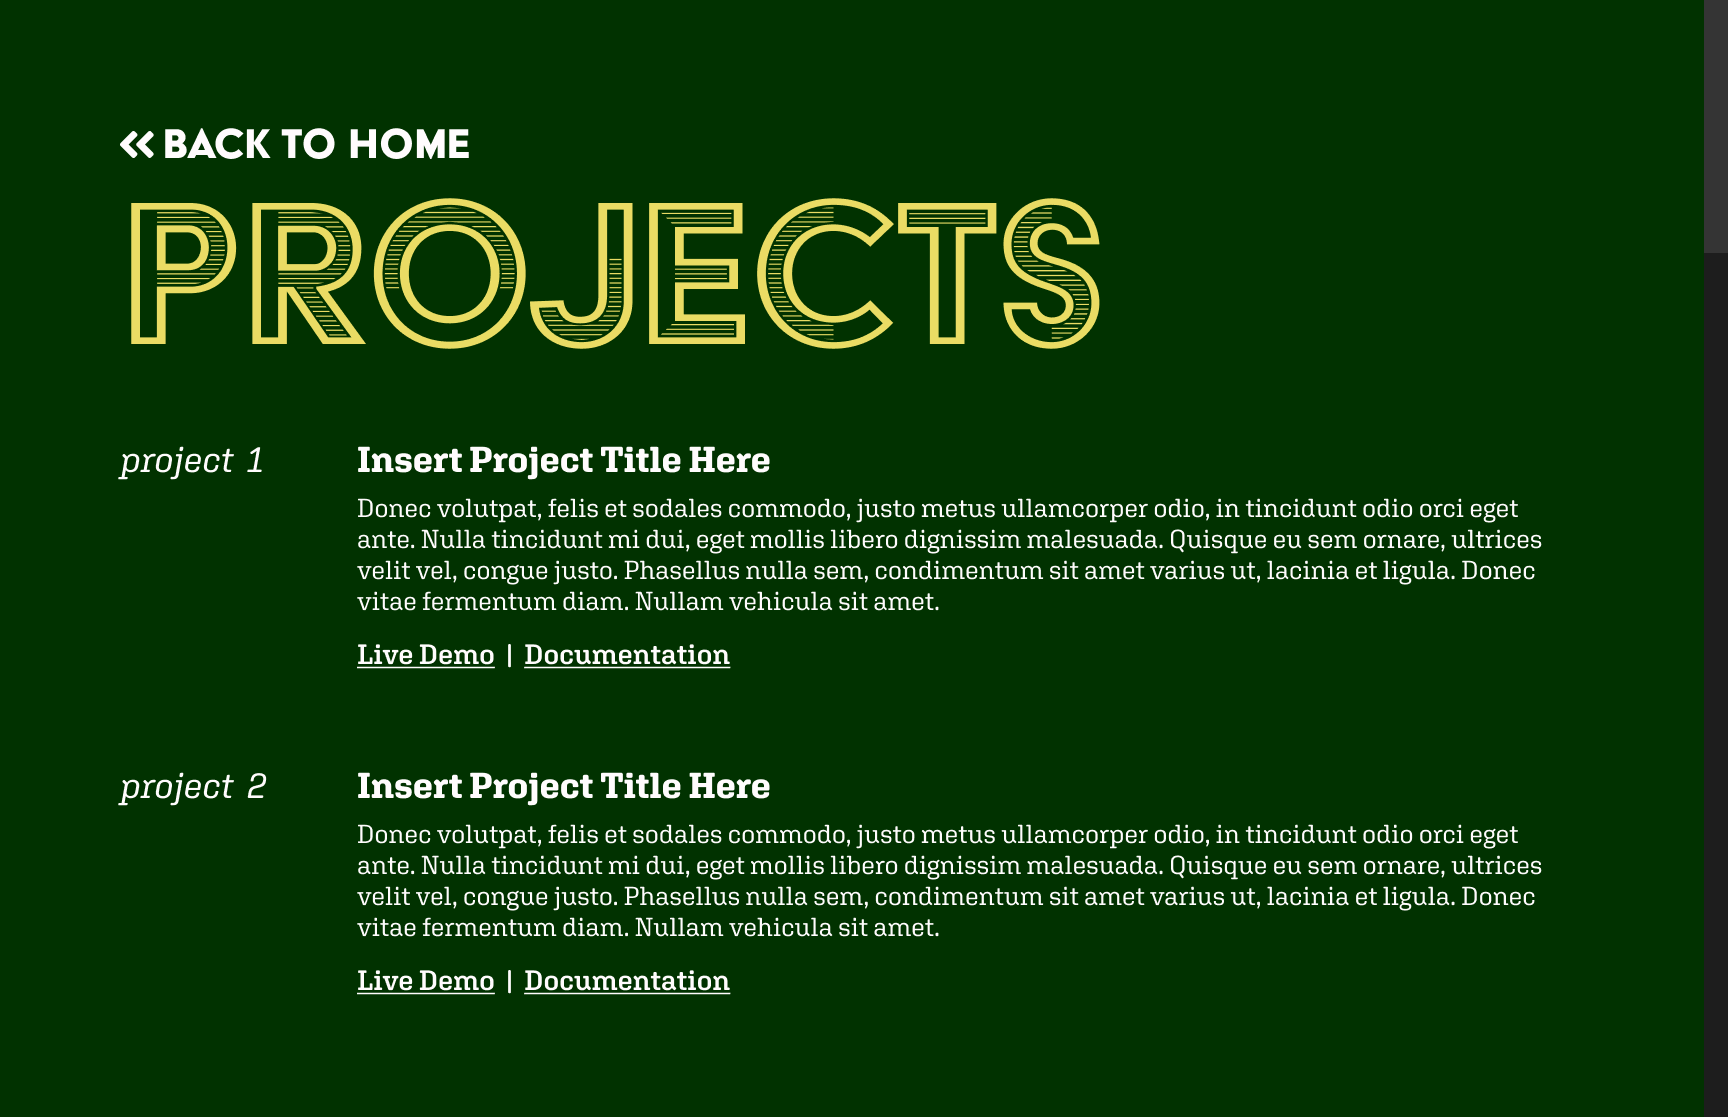 « BACK TO HOME
PROJECTS
project 1
Insert Project Title Here
Donec volutpat, felis et sodales commodo, justo metus ullamcorper odio, in tincidunt odio orci eget
ante. Nulla tincidunt mi dui, eget mollis libero dignissim malesuada. Quisque eu sem ornare, ultrices
velit vel, congue justo. Phasellus nulla sem, condimentum sit amet varius ut, lacinia et ligula. Donec
vitae fermentum diam. Nullam vehicula sit amet.
Live Demo | Documentation
project 2
Insert Project Title Here
Donec volutpat, felis et sodales commodo, justo metus ullamcorper odio, in tincidunt odio orci eget
ante. Nulla tincidunt mi dui, eget mollis libero dignissim malesuada. Quisque eu sem ornare, ultrices
velit vel, congue justo. Phasellus nulla sem, condimentum sit amet varius ut, lacinia et ligula. Donec
vitae fermentum diam. Nullam vehicula sit amet.
Live Demo | Documentation